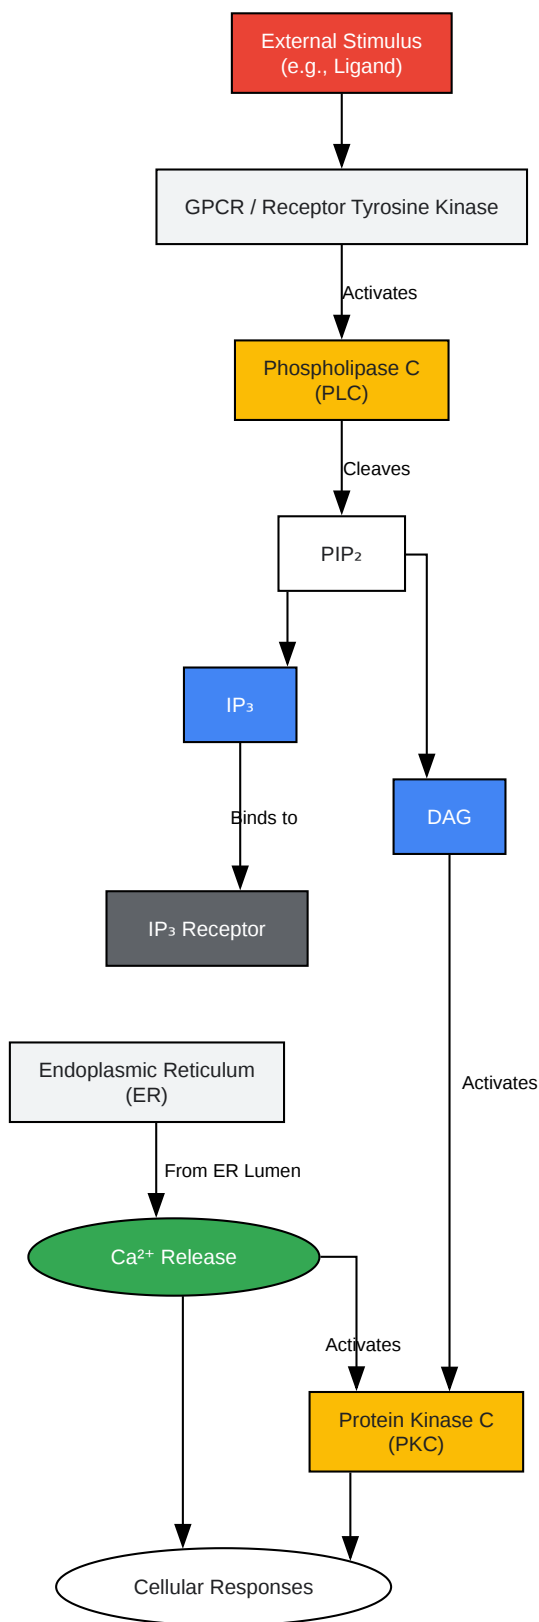 External Stimulus
(e.g., Ligand)
GPCR / Receptor Tyrosine Kinase
Activates
Phospholipase C
(PLC)
Cleaves
PIP₂
IP₃
DAG
Binds to
IP₃ Receptor
Endoplasmic Reticulum
(ER)
Activates
From ER Lumen
Ca²⁺ Release
Activates
Protein Kinase C
(PKC)
Cellular Responses